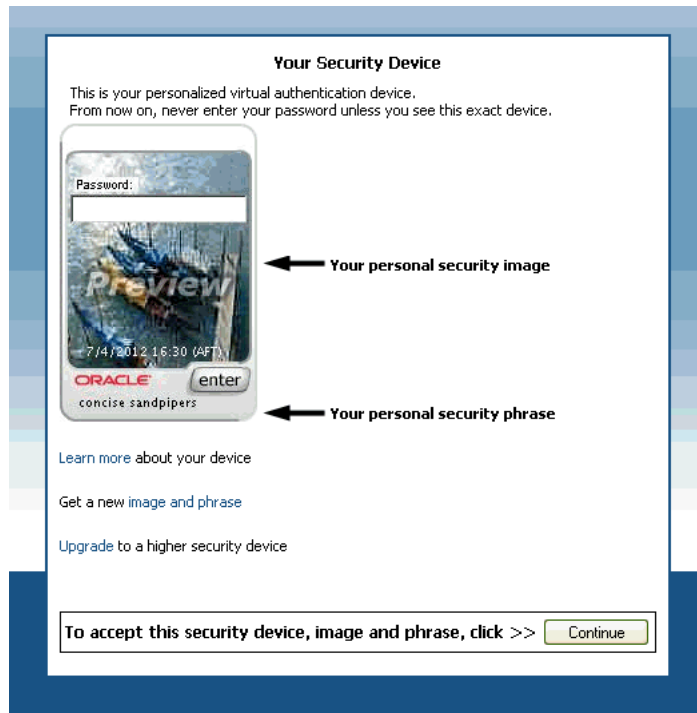 Your Security Device
This is your personalized virtual authentication device.
From now on, never enter your password unless you see this exact device.
Password:
Your personal security image
Preview
7/4/2012 16:30 (AFT)
ORACLE
enter
concise sandpipers
Your personal security phrase
Learn more about your device
Get a new image and phrase
Upgrade to a higher security device
To accept this security device, image and phrase, click >> Continue